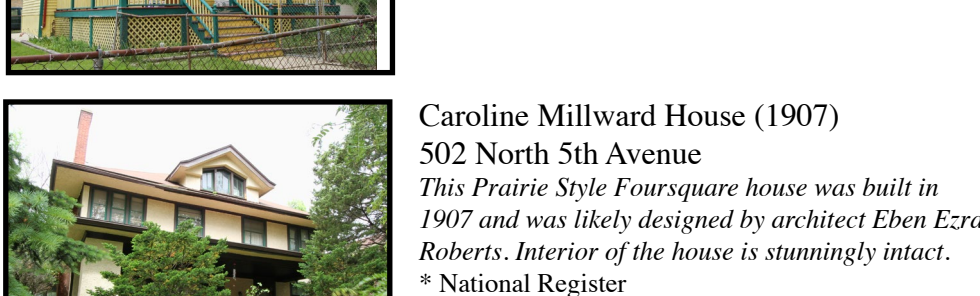 Caroline Millward House (1907)
502 North 5th Avenue
This Prairie Style Foursquare house was built in
1907 and was likely designed by architect Eben Ezra
Roberts. Interior of the house is stunningly intact.
* National Register